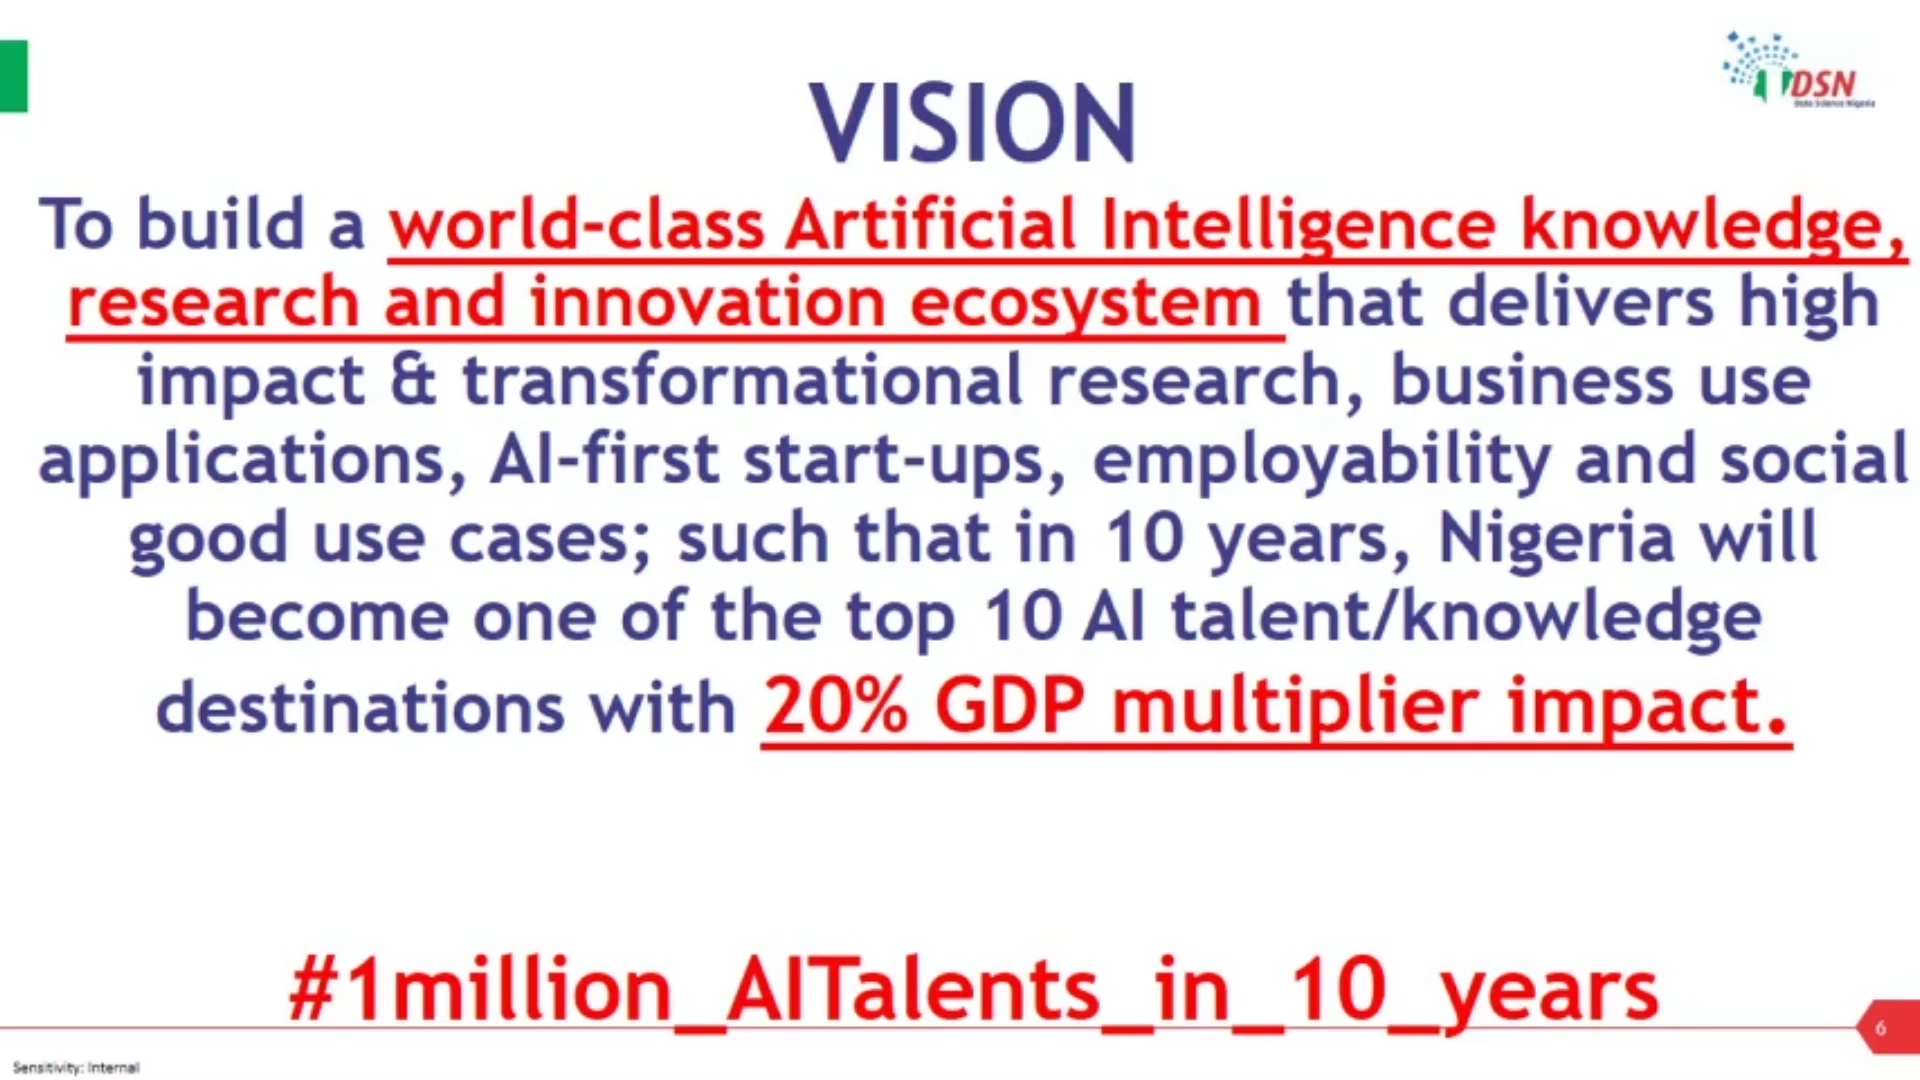 DSN
Data Science Nigeria
VISION
To build a world-class Artificial Intelligence knowledge,
research and innovation ecosystem that delivers high
impact & transformational research, business use
applications, AI-first start-ups, employability and social
good use cases; such that in 10 years, Nigeria will
become one of the top 10 AI talent/knowledge
destinations with 20% GDP multiplier impact.
#1million_AITalents_in_10_years
6
Sensitivity: Internal